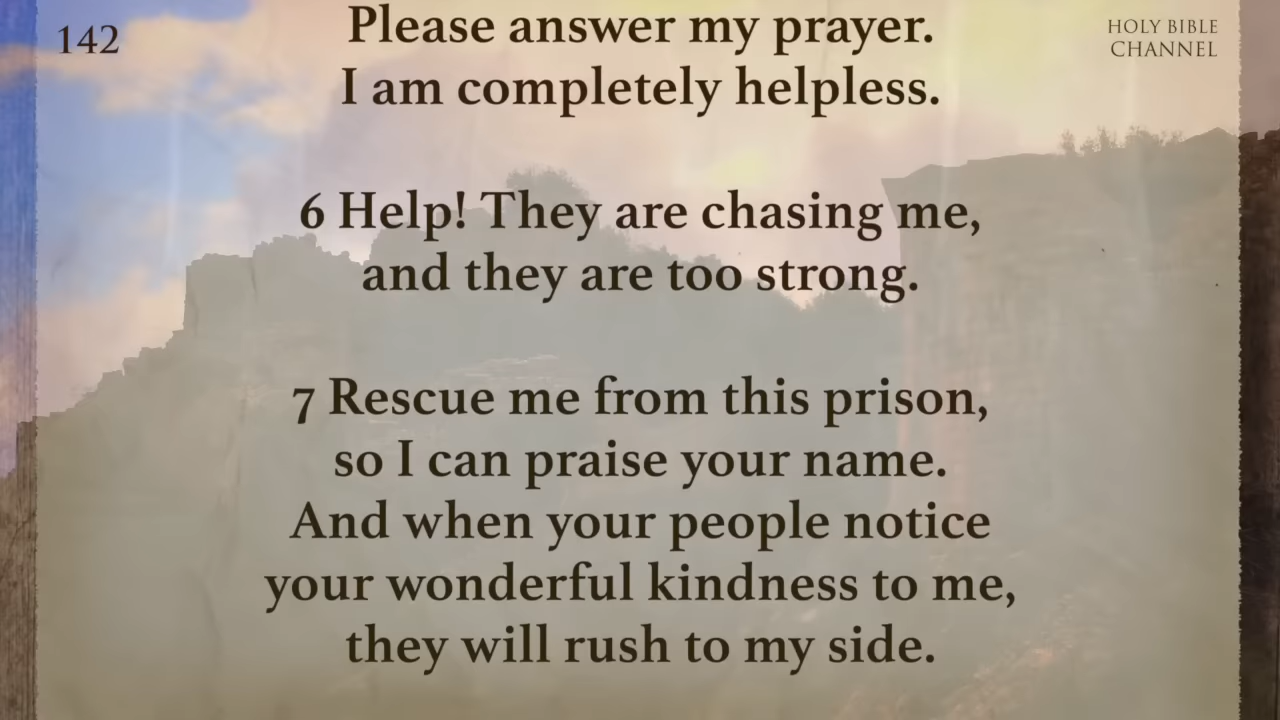 142
HOLY BIBLE
CHANNEL
Please answer my prayer.
I am completely helpless.
6 Help! They are chasing me,
and they are too strong.
7 Rescue me from this prison,
so I can praise your name.
And when your people notice
your wonderful kindness to me,
they will rush to my side.